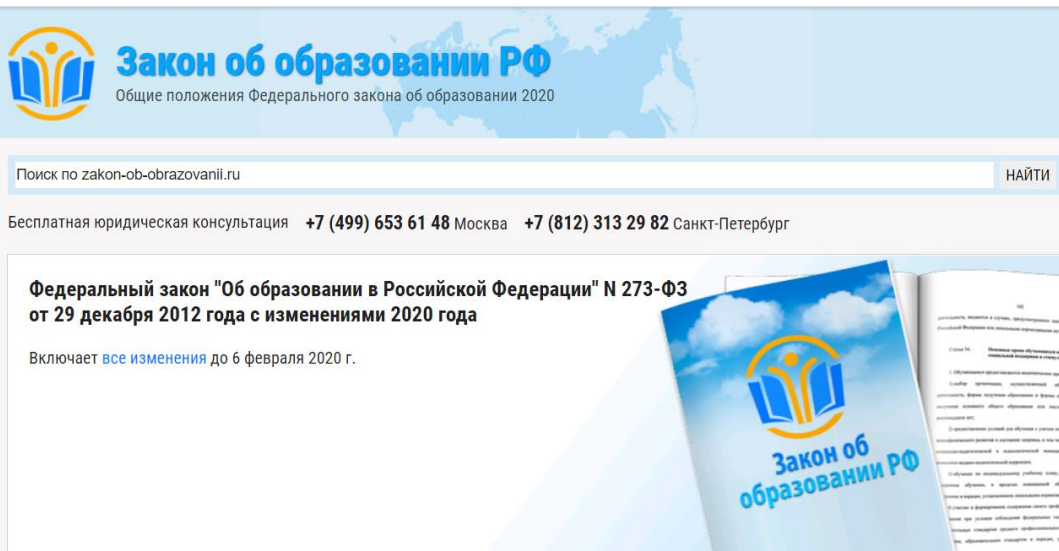 Закон об образовании РФ
Общие положения Федерального закона об образовании 2020
Поиск по zakon-ob-obrazovanii.ru
НАЙТИ
Бесплатная юридическая консультация +7 (499) 653 61 48 Москва +7 (812) 313 29 82 Санкт-Петербург
Федеральный закон "Об образовании в Российской Федерации" N 273-ФЗ
от 29 декабря 2012 года с изменениями 2020 года
Включает все изменения до 6 февраля 2020 г.
Закон об
образовании РФ